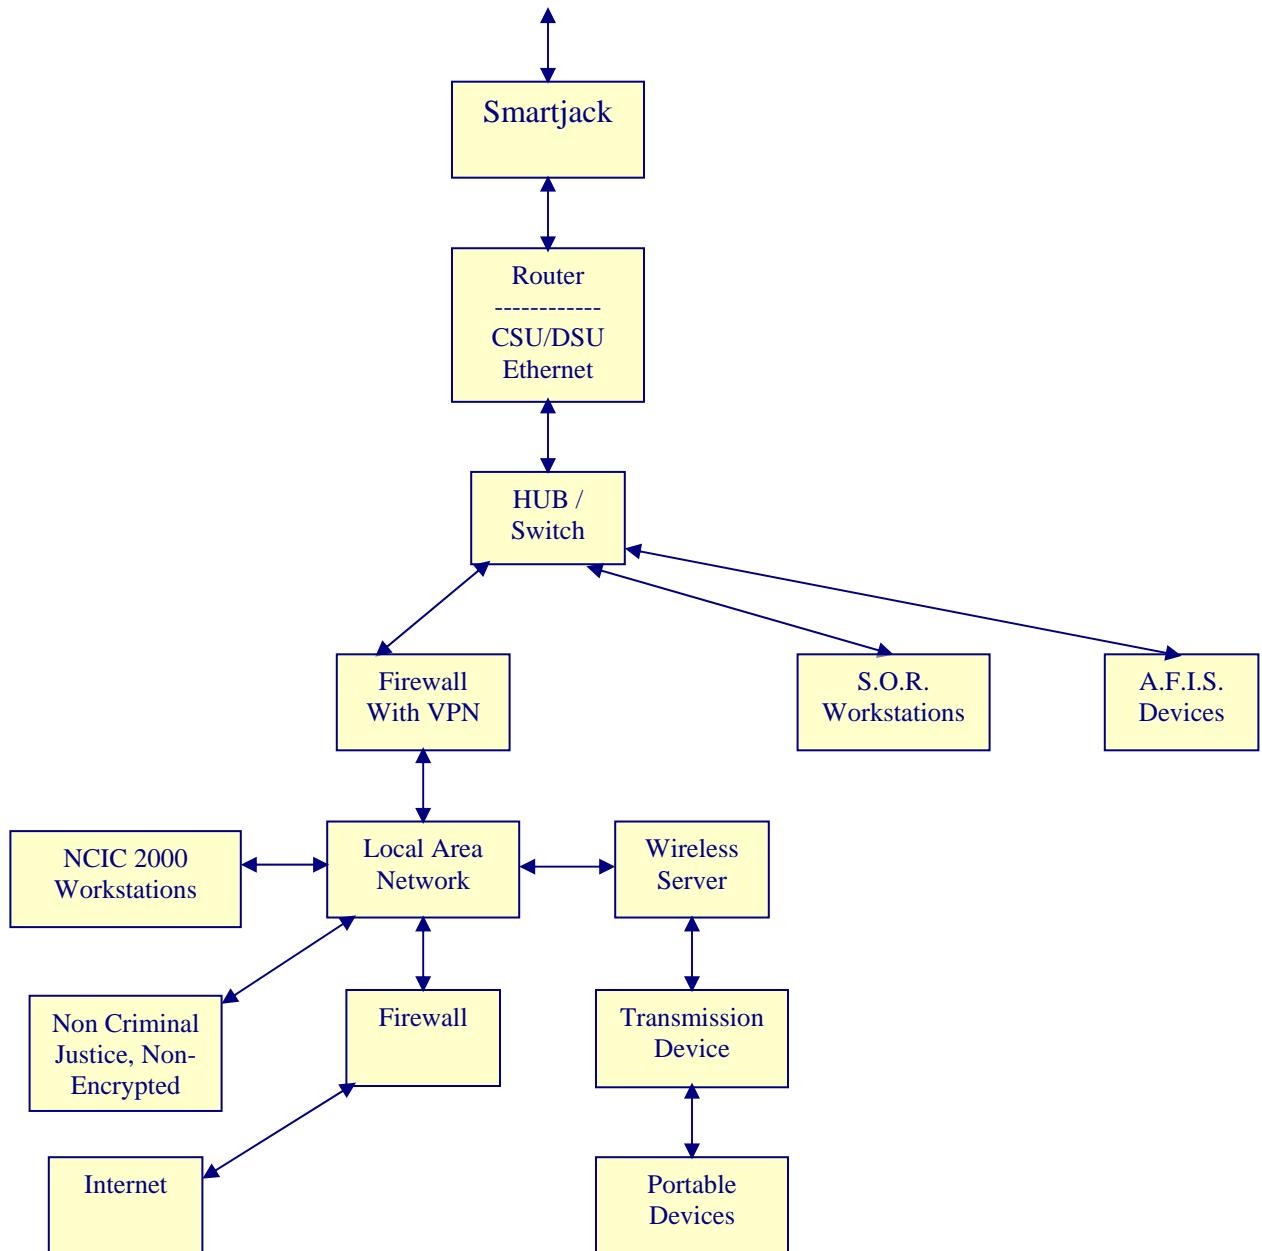 Smartjack
Router
------------
CSU/DSU
Ethernet
HUB /
Switch
Firewall
With VPN
S.O.R.
Workstations
A.F.I.S.
Devices
NCIC 2000
Workstations
Local Area
Network
Wireless
Server
Non Criminal
Justice, Non-
Encrypted
Firewall
Transmission
Device
Internet
Portable
Devices